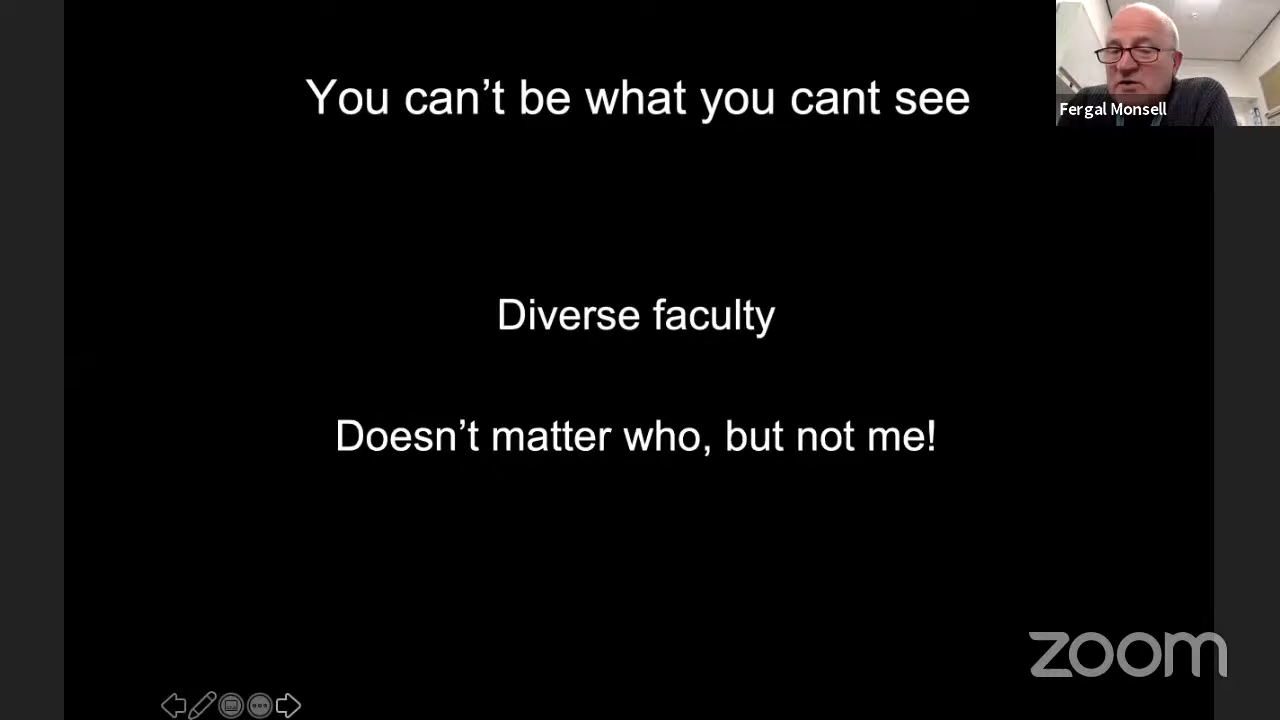 You can't be what you cant see
Fergal Monsell
Diverse faculty
Doesn't matter who, but not me!
zoom